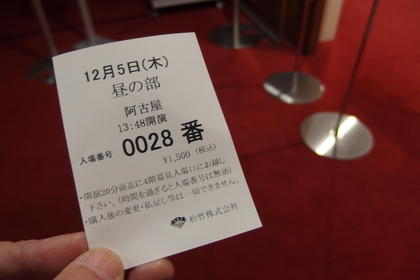 12月5日(木)
昼の部
阿古屋
13:48開演
入場番号 0028 番
¥1,500 (税込)
・開演20分前迄に4階幕見入場口にお越し
下さい。(時間を過ぎると入場番号は無効)
・購入後の変更・払戻し等は一切できません。
松竹株式会社